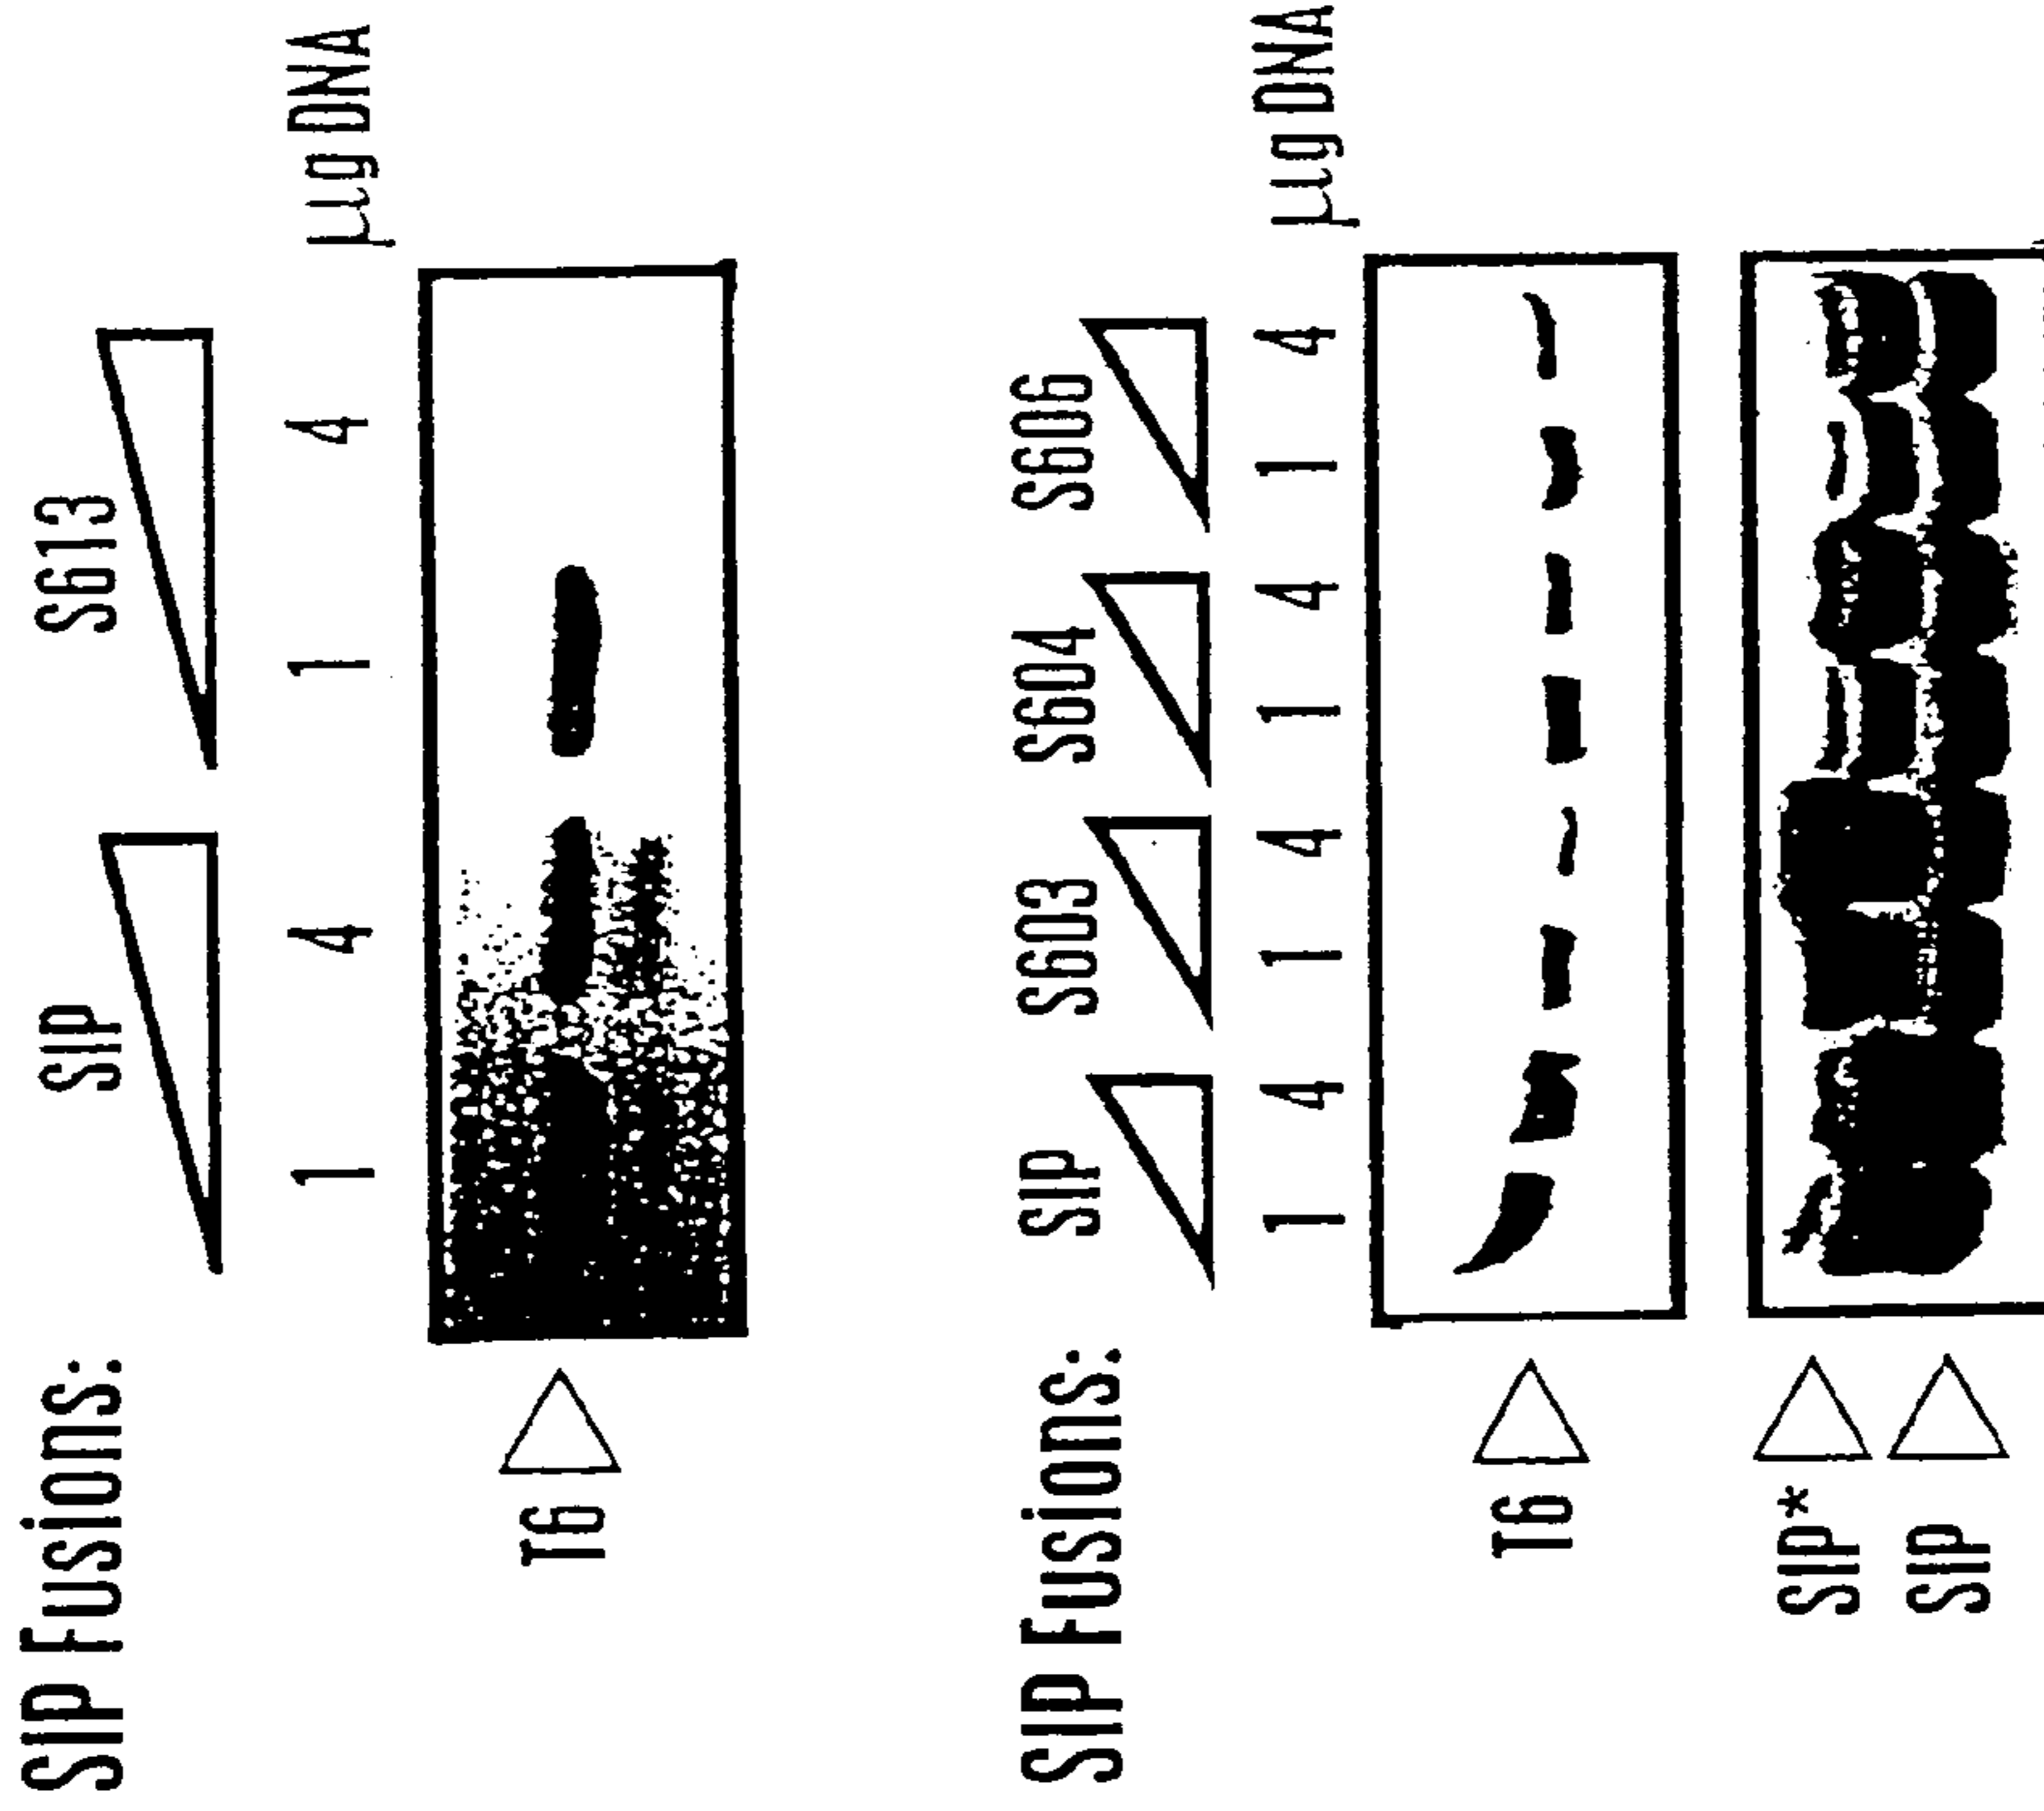 SIP Fusions: SIP S613
1 4 1 4 µg DNA
T6
SIP Fusions: SIP S603 S604 S606
1 4 1 4 1 4 1 4 µg DNA
T6
SIP*
SIP